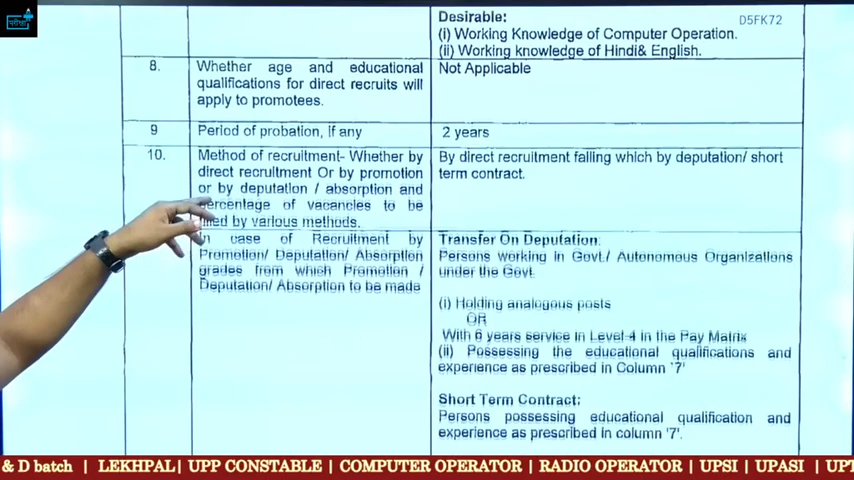 परीक्षा
D5FK72
Desirable:
(i) Working Knowledge of Computer Operation.
(ii) Working knowledge of Hindi& English.
8. Whether age and educational
qualifications for direct recruits will
apply to promotees.
Not Applicable
9 Period of probation, if any
2 years
10. Method of recruitment- Whether by
direct recruitment Or by promotion
or by deputation / absorption and
percentage of vacancies to be
filled by various methods.
By direct recruitment failing which by deputation/ short
term contract.
In case of Recruitment by
Promotion/ Deputation/ Absorption
grades from which Promotion /
Deputation/ Absorption to be made
Transfer On Deputation:
Persons working in Govt./ Autonomous Organizations
under the Govt.
(i) Holding analogous posts
OR
With 6 years service in Level-4 in the Pay Matrix
(ii) Possessing the educational qualifications and
experience as prescribed in Column '7'
Short Term Contract:
Persons possessing educational qualification and
experience as prescribed in column '7'.
& D batch | LEKHPAL| UPP CONSTABLE | COMPUTER OPERATOR | RADIO OPERATOR | UPSI | UPASI | UPT